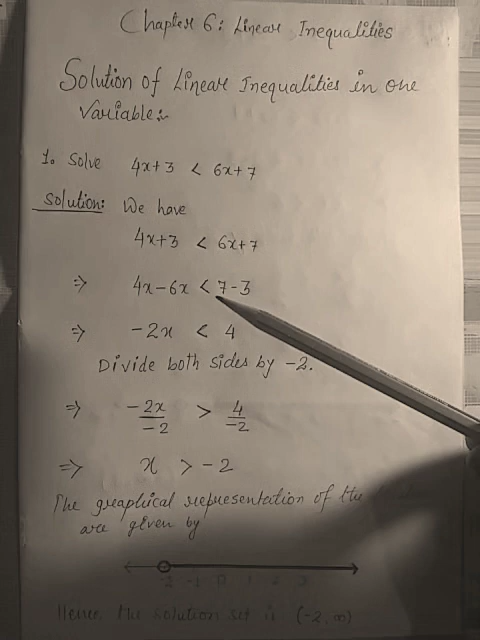 Chapter 6: Linear Inequalities
Solution of Linear Inequalities in one
Variable:-
1. Solve 4x+3 < 6x+7
Solution: We have
4x+3 < 6x+7
⇒ 4x-6x < 7-3
⇒ -2x < 4
Divide both sides by -2.
⇒ -2x/-2 > 4/-2
⇒ x > -2
The graphical representation of the
are given by
-2 -1 0 1 2 3
Hence, the solution set is (-2, ∞)